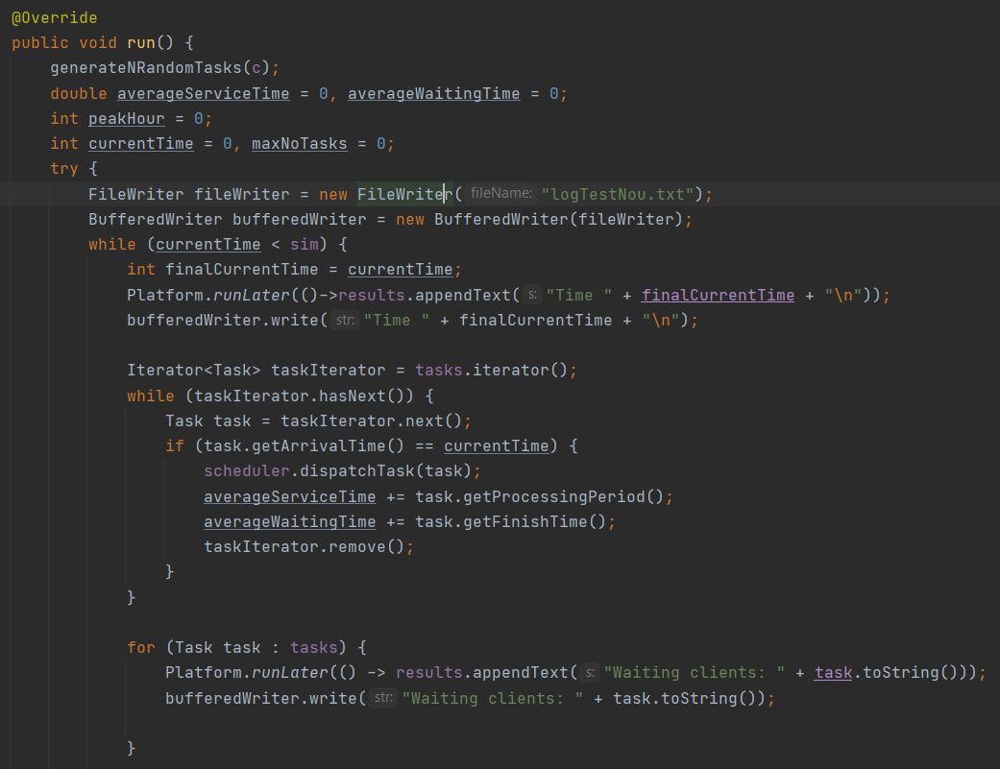 @Override
public void run() {
    generateNRandomTasks(c);
    double averageServiceTime = 0, averageWaitingTime = 0;
    int peakHour = 0;
    int currentTime = 0, maxNoTasks = 0;
    try {
        FileWriter fileWriter = new FileWriter( fileName: "logTestNou.txt");
        BufferedWriter bufferedWriter = new BufferedWriter(fileWriter);
        while (currentTime < sim) {
            int finalCurrentTime = currentTime;
            Platform.runLater(()->results.appendText( s: "Time " + finalCurrentTime + "\n"));
            bufferedWriter.write( str: "Time " + finalCurrentTime + "\n");

            Iterator<Task> taskIterator = tasks.iterator();
            while (taskIterator.hasNext()) {
                Task task = taskIterator.next();
                if (task.getArrivalTime() == currentTime) {
                    scheduler.dispatchTask(task);
                    averageServiceTime += task.getProcessingPeriod();
                    averageWaitingTime += task.getFinishTime();
                    taskIterator.remove();
                }
            }

            for (Task task : tasks) {
                Platform.runLater(() -> results.appendText( s: "Waiting clients: " + task.toString()));
                bufferedWriter.write( str: "Waiting clients: " + task.toString());

            }